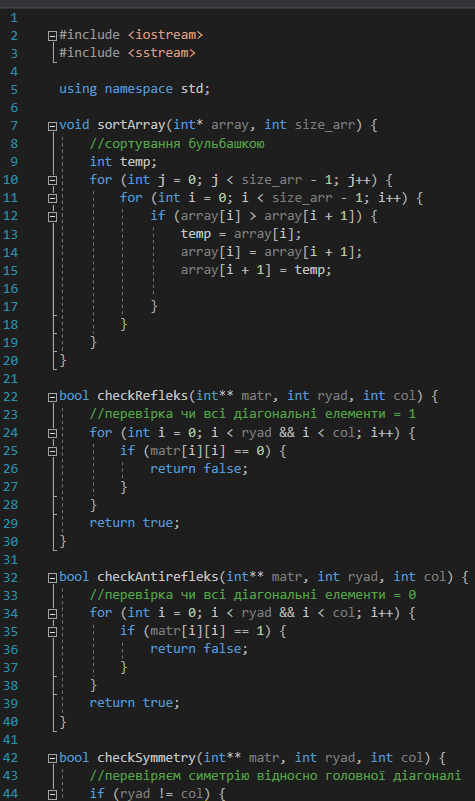 1
2 #include <iostream>
3 #include <sstream>
4
5 using namespace std;
6
7 void sortArray(int* array, int size_arr) {
8 //сортування бульбашкою
9 int temp;
10 for (int j = 0; j < size_arr - 1; j++) {
11 for (int i = 0; i < size_arr - 1; i++) {
12 if (array[i] > array[i + 1]) {
13 temp = array[i];
14 array[i] = array[i + 1];
15 array[i + 1] = temp;
16
17 }
18 }
19 }
20 }
21
22 bool checkRefleks(int** matr, int ryad, int col) {
23 //перевірка чи всі діагональні елементи = 1
24 for (int i = 0; i < ryad && i < col; i++) {
25 if (matr[i][i] == 0) {
26 return false;
27 }
28 }
29 return true;
30 }
31
32 bool checkAntirefleks(int** matr, int ryad, int col) {
33 //перевірка чи всі діагональні елементи = 0
34 for (int i = 0; i < ryad && i < col; i++) {
35 if (matr[i][i] == 1) {
36 return false;
37 }
38 }
39 return true;
40 }
41
42 bool checkSymmetry(int** matr, int ryad, int col) {
43 //перевіряєм симетрію відносно головної діагоналі
44 if (ryad != col) {